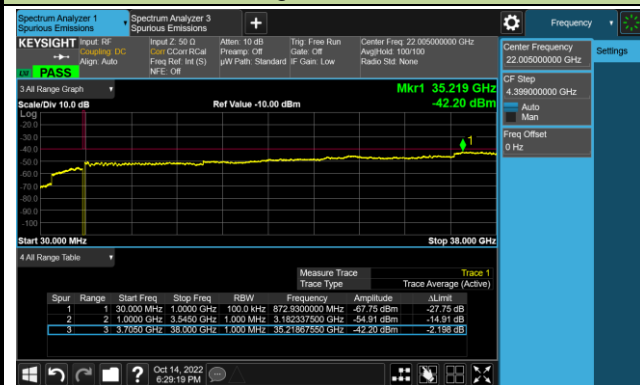 Spectrum Analyzer 1
Spurious Emissions
Spectrum Analyzer 3
Spurious Emissions
Frequency
KEYSIGHT
Input: RF
Coupling: DC
Align: Auto
Input Z: 50 Ω
Corr CCorr RCal
Freq Ref: Int (S)
NFE: Off
Atten: 10 dB
Preamp: Off
µW Path: Standard
Trig: Free Run
Gate: Off
IF Gain: Low
Center Freq: 22.005000000 GHz
Avg|Hold: 100/100
Radio Std: None
PASS
Center Frequency
22.005000000 GHz
Settings
CF Step
4.399000000 GHz
Auto
Man
Freq Offset
0 Hz
3 All Range Graph
Mkr1 35.219 GHz
-42.20 dBm
Scale/Div 10.0 dB
Ref Value -10.00 dBm
Log
-20.0
-30.0
-40.0
-50.0
-60.0
-70.0
-80.0
-90.0
-100
1
Start 30.000 MHz
Stop 38.000 GHz
4 All Range Table
Measure Trace Trace 1
Trace Type Trace Average (Active)
Spur Range Start Freq Stop Freq RBW Frequency Amplitude ΔLimit
1 1 30.000 MHz 1.0000 GHz 100.0 kHz 872.9300000 MHz -67.75 dBm -27.75 dB
2 2 1.0000 GHz 3.5450 GHz 1.000 MHz 3.182337500 GHz -54.91 dBm -14.91 dB
3 3 3.7050 GHz 38.000 GHz 1.000 MHz 35.21867550 GHz -42.20 dBm -2.198 dB
Oct 14, 2022
6:29:19 PM